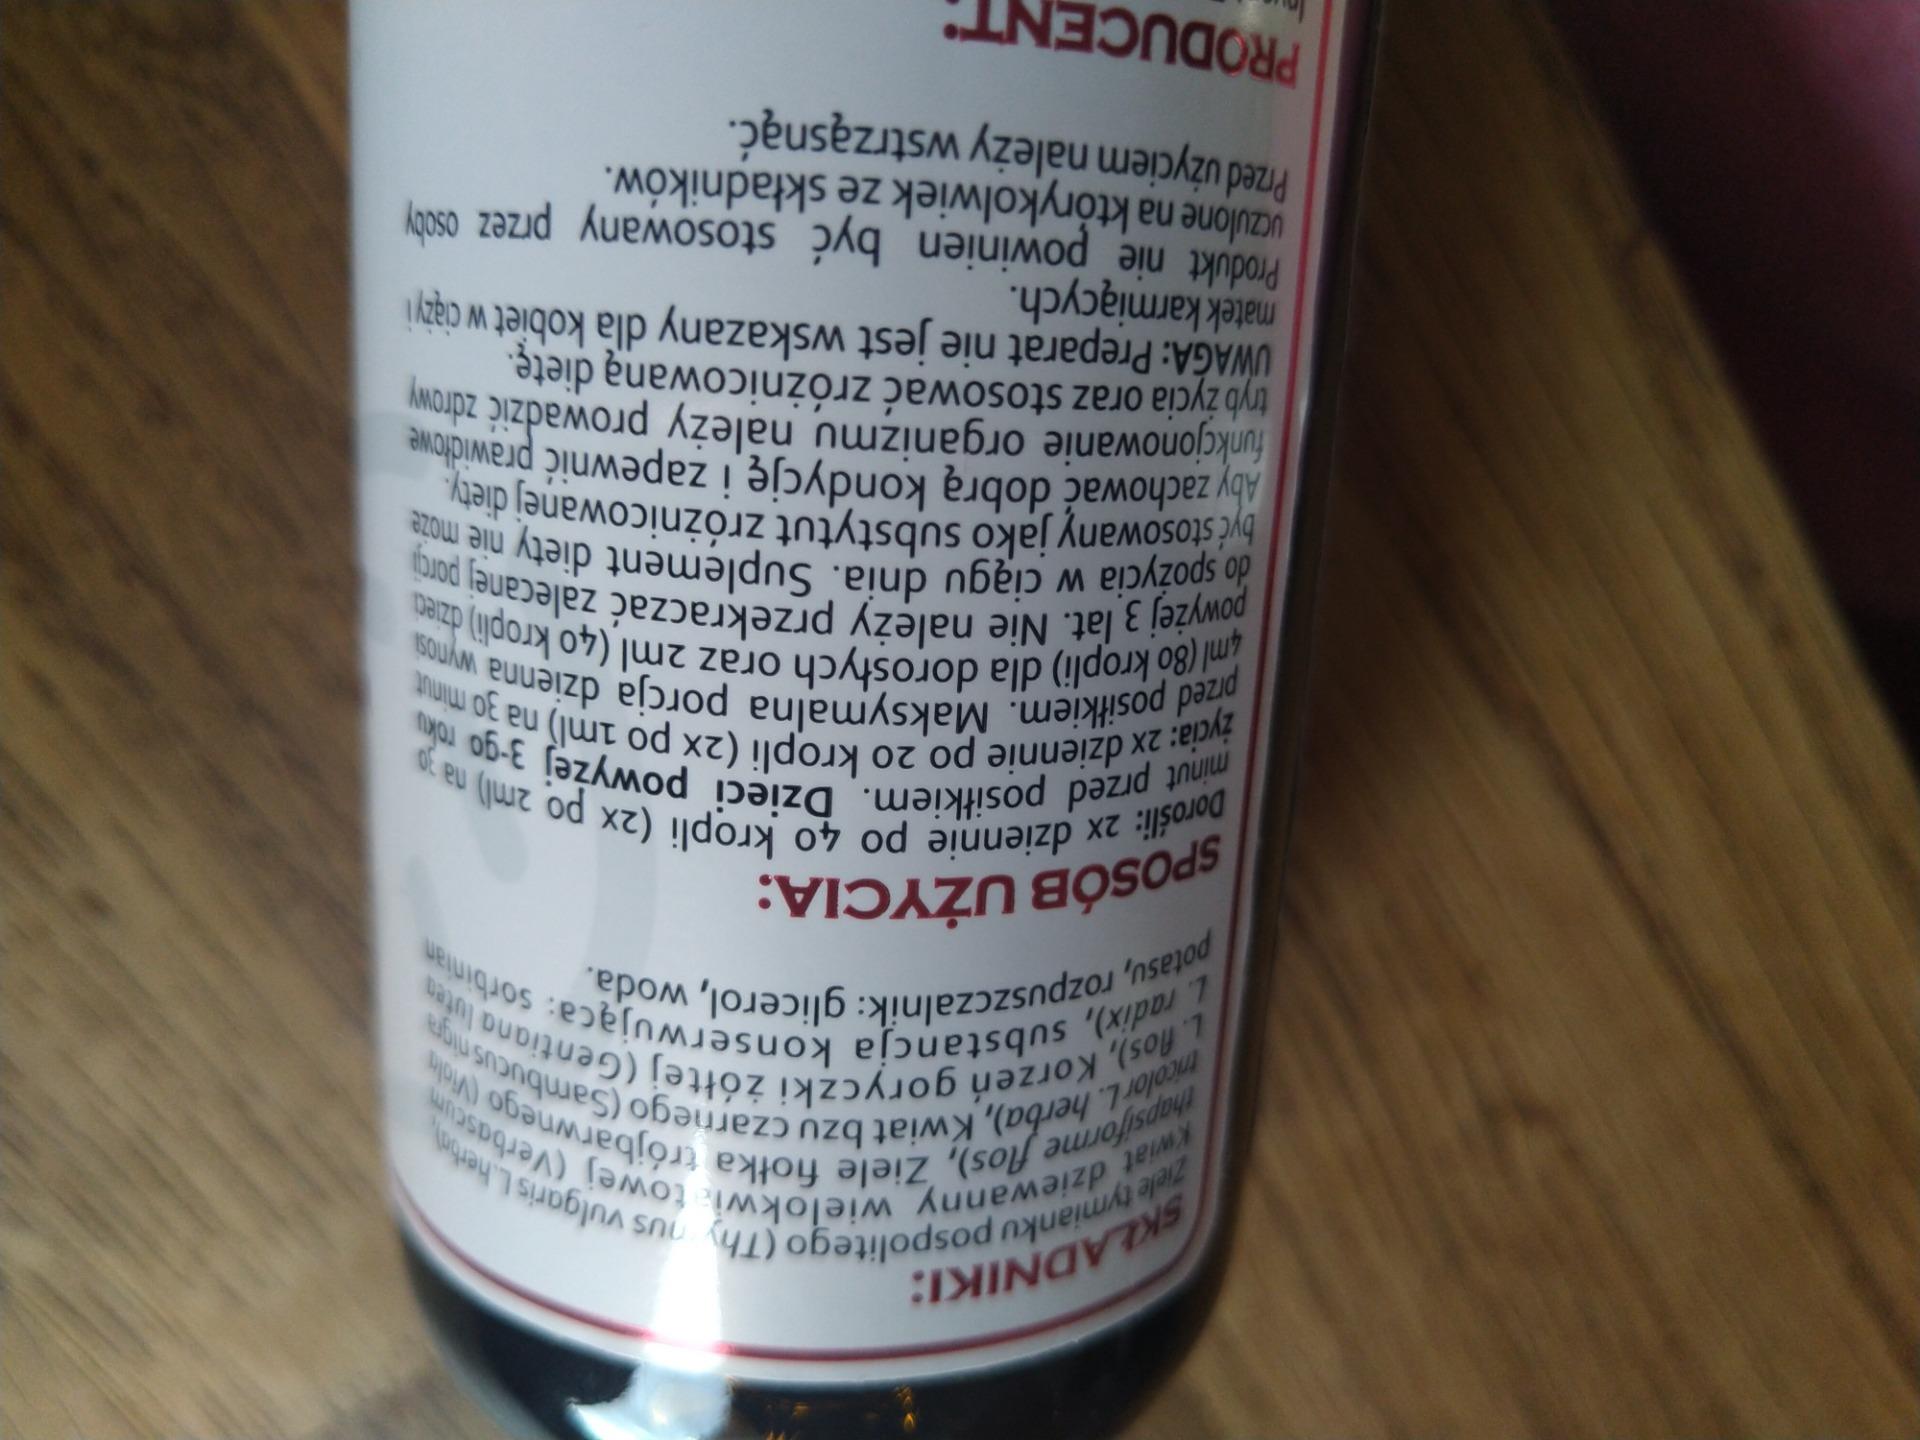 SKŁADNIKI:
Ziele tymianku pospolitego (Thymus vulgaris L. herba),
Kwiat dziewanny wielokwiatowej (Verbascum
thapsiforme flos), Ziele fiołka trójbarwnego (Viola
tricolor L. herba), Kwiat bzu czarnego (Sambucus nigra
L. flos), Korzeń goryczki żółtej (Gentiana lutea
L. radix), substancja konserwująca: sorbinian
potasu, rozpuszczalnik: glicerol, woda.
SPOSÓB UŻYCIA:
Dorośli: 2x dziennie po 40 kropli (2x po 2ml) na 30
minut przed posiłkiem. Dzieci powyżej 3-go roku
życia: 2x dziennie po 20 kropli (2x po 1ml) na 30 minut
przed posiłkiem. Maksymalna porcja dzienna wynosi
4ml (80 kropli) dla dorosłych oraz 2ml (40 kropli) dzieci
powyżej 3 lat. Nie należy przekraczać zalecanej porcji
do spożycia w ciągu dnia. Suplement diety nie może
być stosowany jako substytut zróżnicowanej diety.
Aby zachować dobrą kondycję i zapewnić prawidłowe
funkcjonowanie organizmu należy prowadzić zdrowy
tryb życia oraz stosować zróżnicowaną dietę.
UWAGA: Preparat nie jest wskazany dla kobiet w ciąży i
matek karmiących.
Produkt nie powinien być stosowany przez osoby
uczulone na którykolwiek ze składników.
Przed użyciem należy wstrząsnąć.
PRODUCENT: